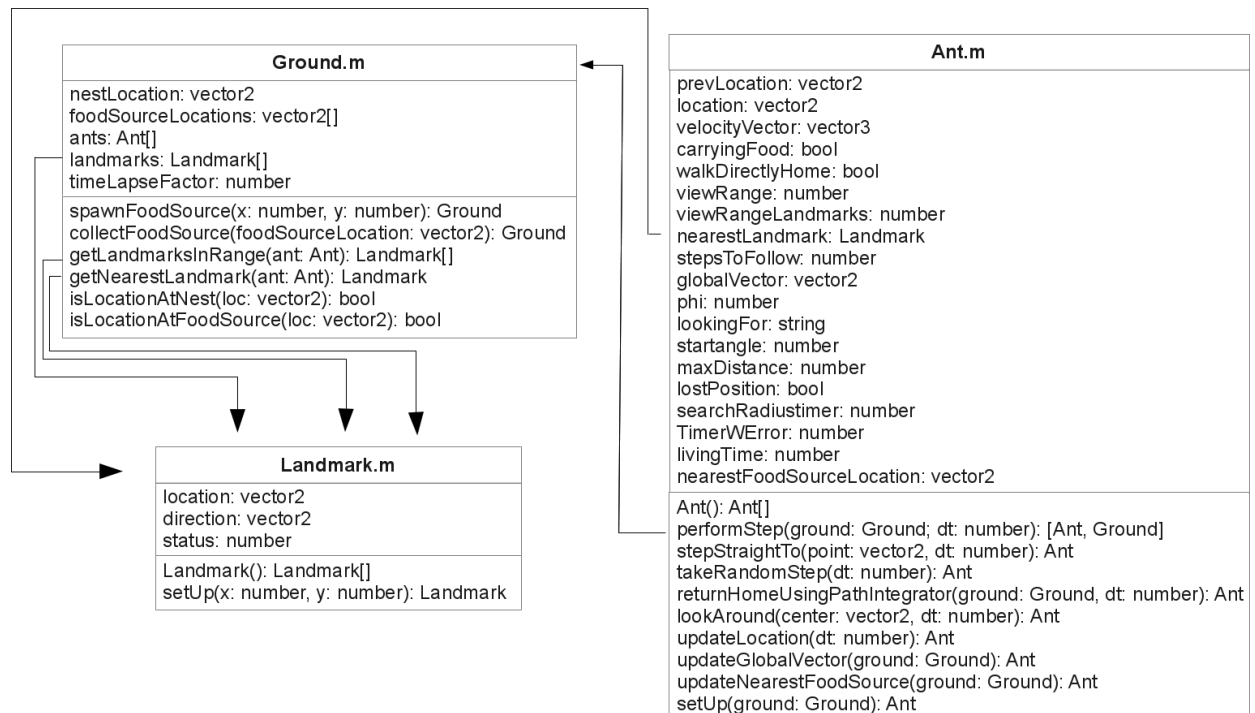 Ground.m
nestLocation: vector2
foodSourceLocations: vector2[]
ants: Ant[]
landmarks: Landmark[]
timeLapseFactor: number
spawnFoodSource(x: number, y: number): Ground
collectFoodSource(foodSourceLocation: vector2): Ground
getLandmarksInRange(ant: Ant): Landmark[]
getNearestLandmark(ant: Ant): Landmark
isLocationAtNest(loc: vector2): bool
isLocationAtFoodSource(loc: vector2): bool
Landmark.m
location: vector2
direction: vector2
status: number
Landmark(): Landmark[]
setUp(x: number, y: number): Landmark
Ant.m
prevLocation: vector2
location: vector2
velocityVector: vector3
carryingFood: bool
walkDirectlyHome: bool
viewRange: number
viewRangeLandmarks: number
nearestLandmark: Landmark
stepsToFollow: number
globalVector: vector2
phi: number
lookingFor: string
startangle: number
maxDistance: number
lostPosition: bool
searchRadiustimer: number
TimerWError: number
livingTime: number
nearestFoodSourceLocation: vector2
Ant(): Ant[]
performStep(ground: Ground; dt: number): [Ant, Ground]
stepStraightTo(point: vector2, dt: number): Ant
takeRandomStep(dt: number): Ant
returnHomeUsingPathIntegrator(ground: Ground, dt: number): Ant
lookAround(center: vector2, dt: number): Ant
updateLocation(dt: number): Ant
updateGlobalVector(ground: Ground): Ant
updateNearestFoodSource(ground: Ground): Ant
setUp(ground: Ground): Ant